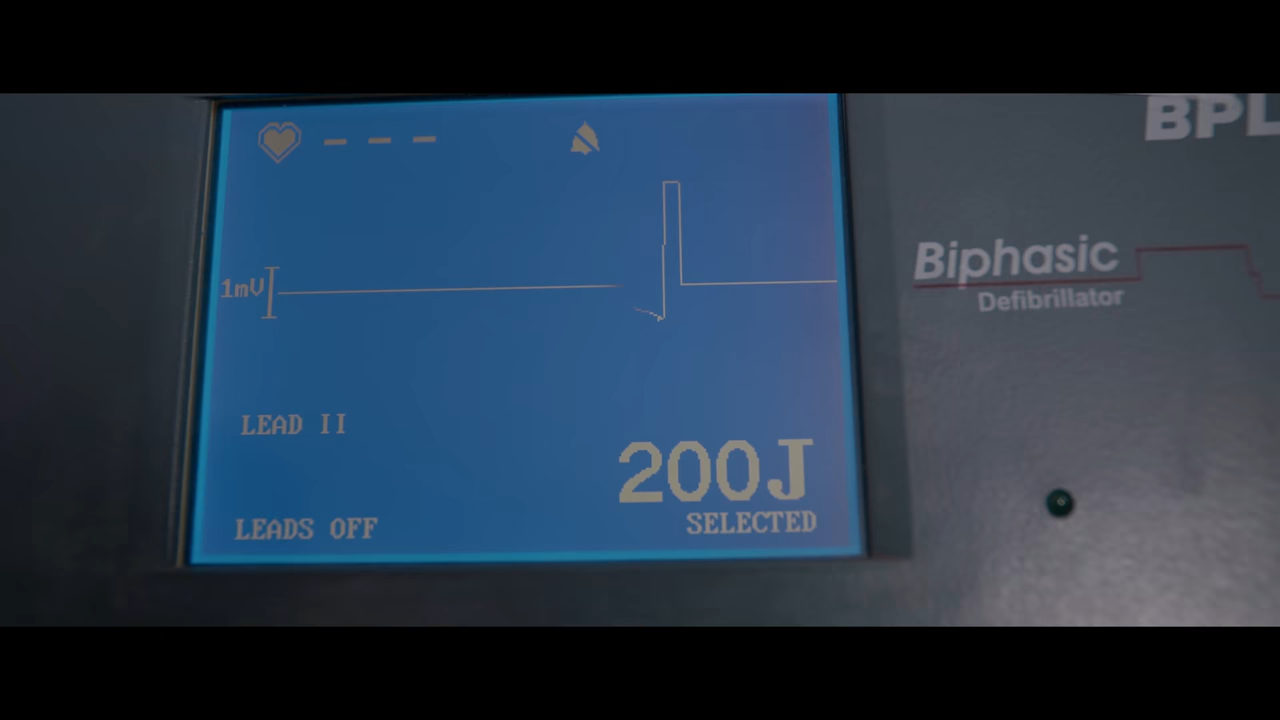 BPL
– – –
1mV
Biphasic
Defibrillator
LEAD II
200J
SELECTED
LEADS OFF